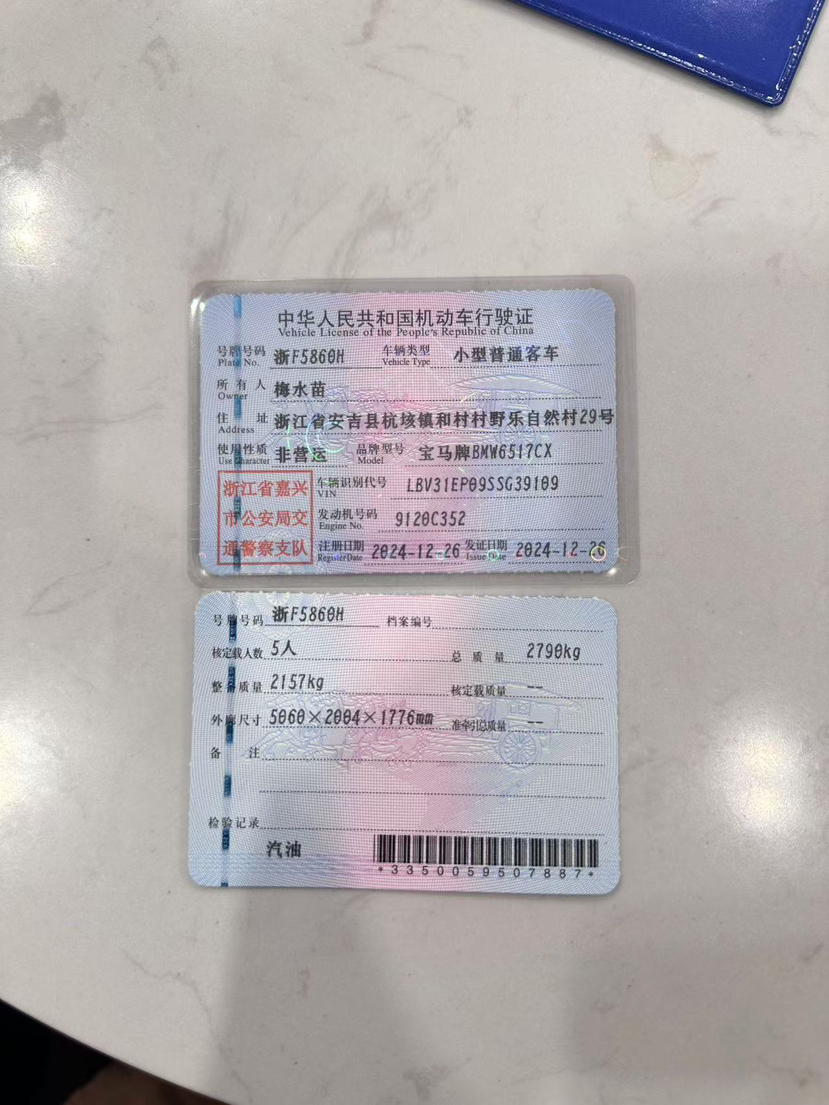 中华人民共和国机动车行驶证
Vehicle License of the People's Republic of China
号牌号码 浙F5860H 车辆类型 小型普通客车
Plate No. Vehicle Type
所有人 梅水苗
Owner
住址 浙江省安吉县杭垓镇和村村野乐自然村29号
Address
使用性质 非营运 品牌型号 宝马牌BMW6517CX
Use Character Model
浙江省嘉兴
市公安局交
通警察支队
车辆识别代号 LBV31EP09SSG39109
VIN
发动机号码 9120C352
Engine No.
注册日期 2024-12-26 发证日期 2024-12-26
Register Date Issue Date
号牌号码 浙F5860H 档案编号
核定载人数 5人 总质量 2790kg
整备质量 2157kg 核定载质量 --
外廓尺寸 5060×2004×1776mm 准牵引总质量 --
备注
检验记录
汽油
*3350059507887*